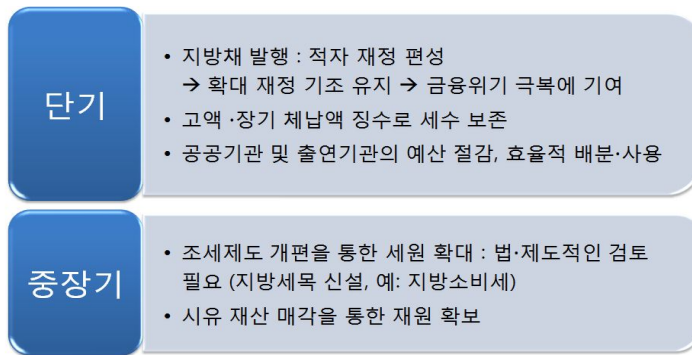 단기
• 지방채 발행 : 적자 재정 편성
→ 확대 재정 기조 유지 → 금융위기 극복에 기여
• 고액 ·장기 체납액 징수로 세수 보존
• 공공기관 및 출연기관의 예산 절감, 효율적 배분·사용
중장기
• 조세제도 개편을 통한 세원 확대 : 법·제도적인 검토
필요 (지방세목 신설, 예: 지방소비세)
• 시유 재산 매각을 통한 재원 확보